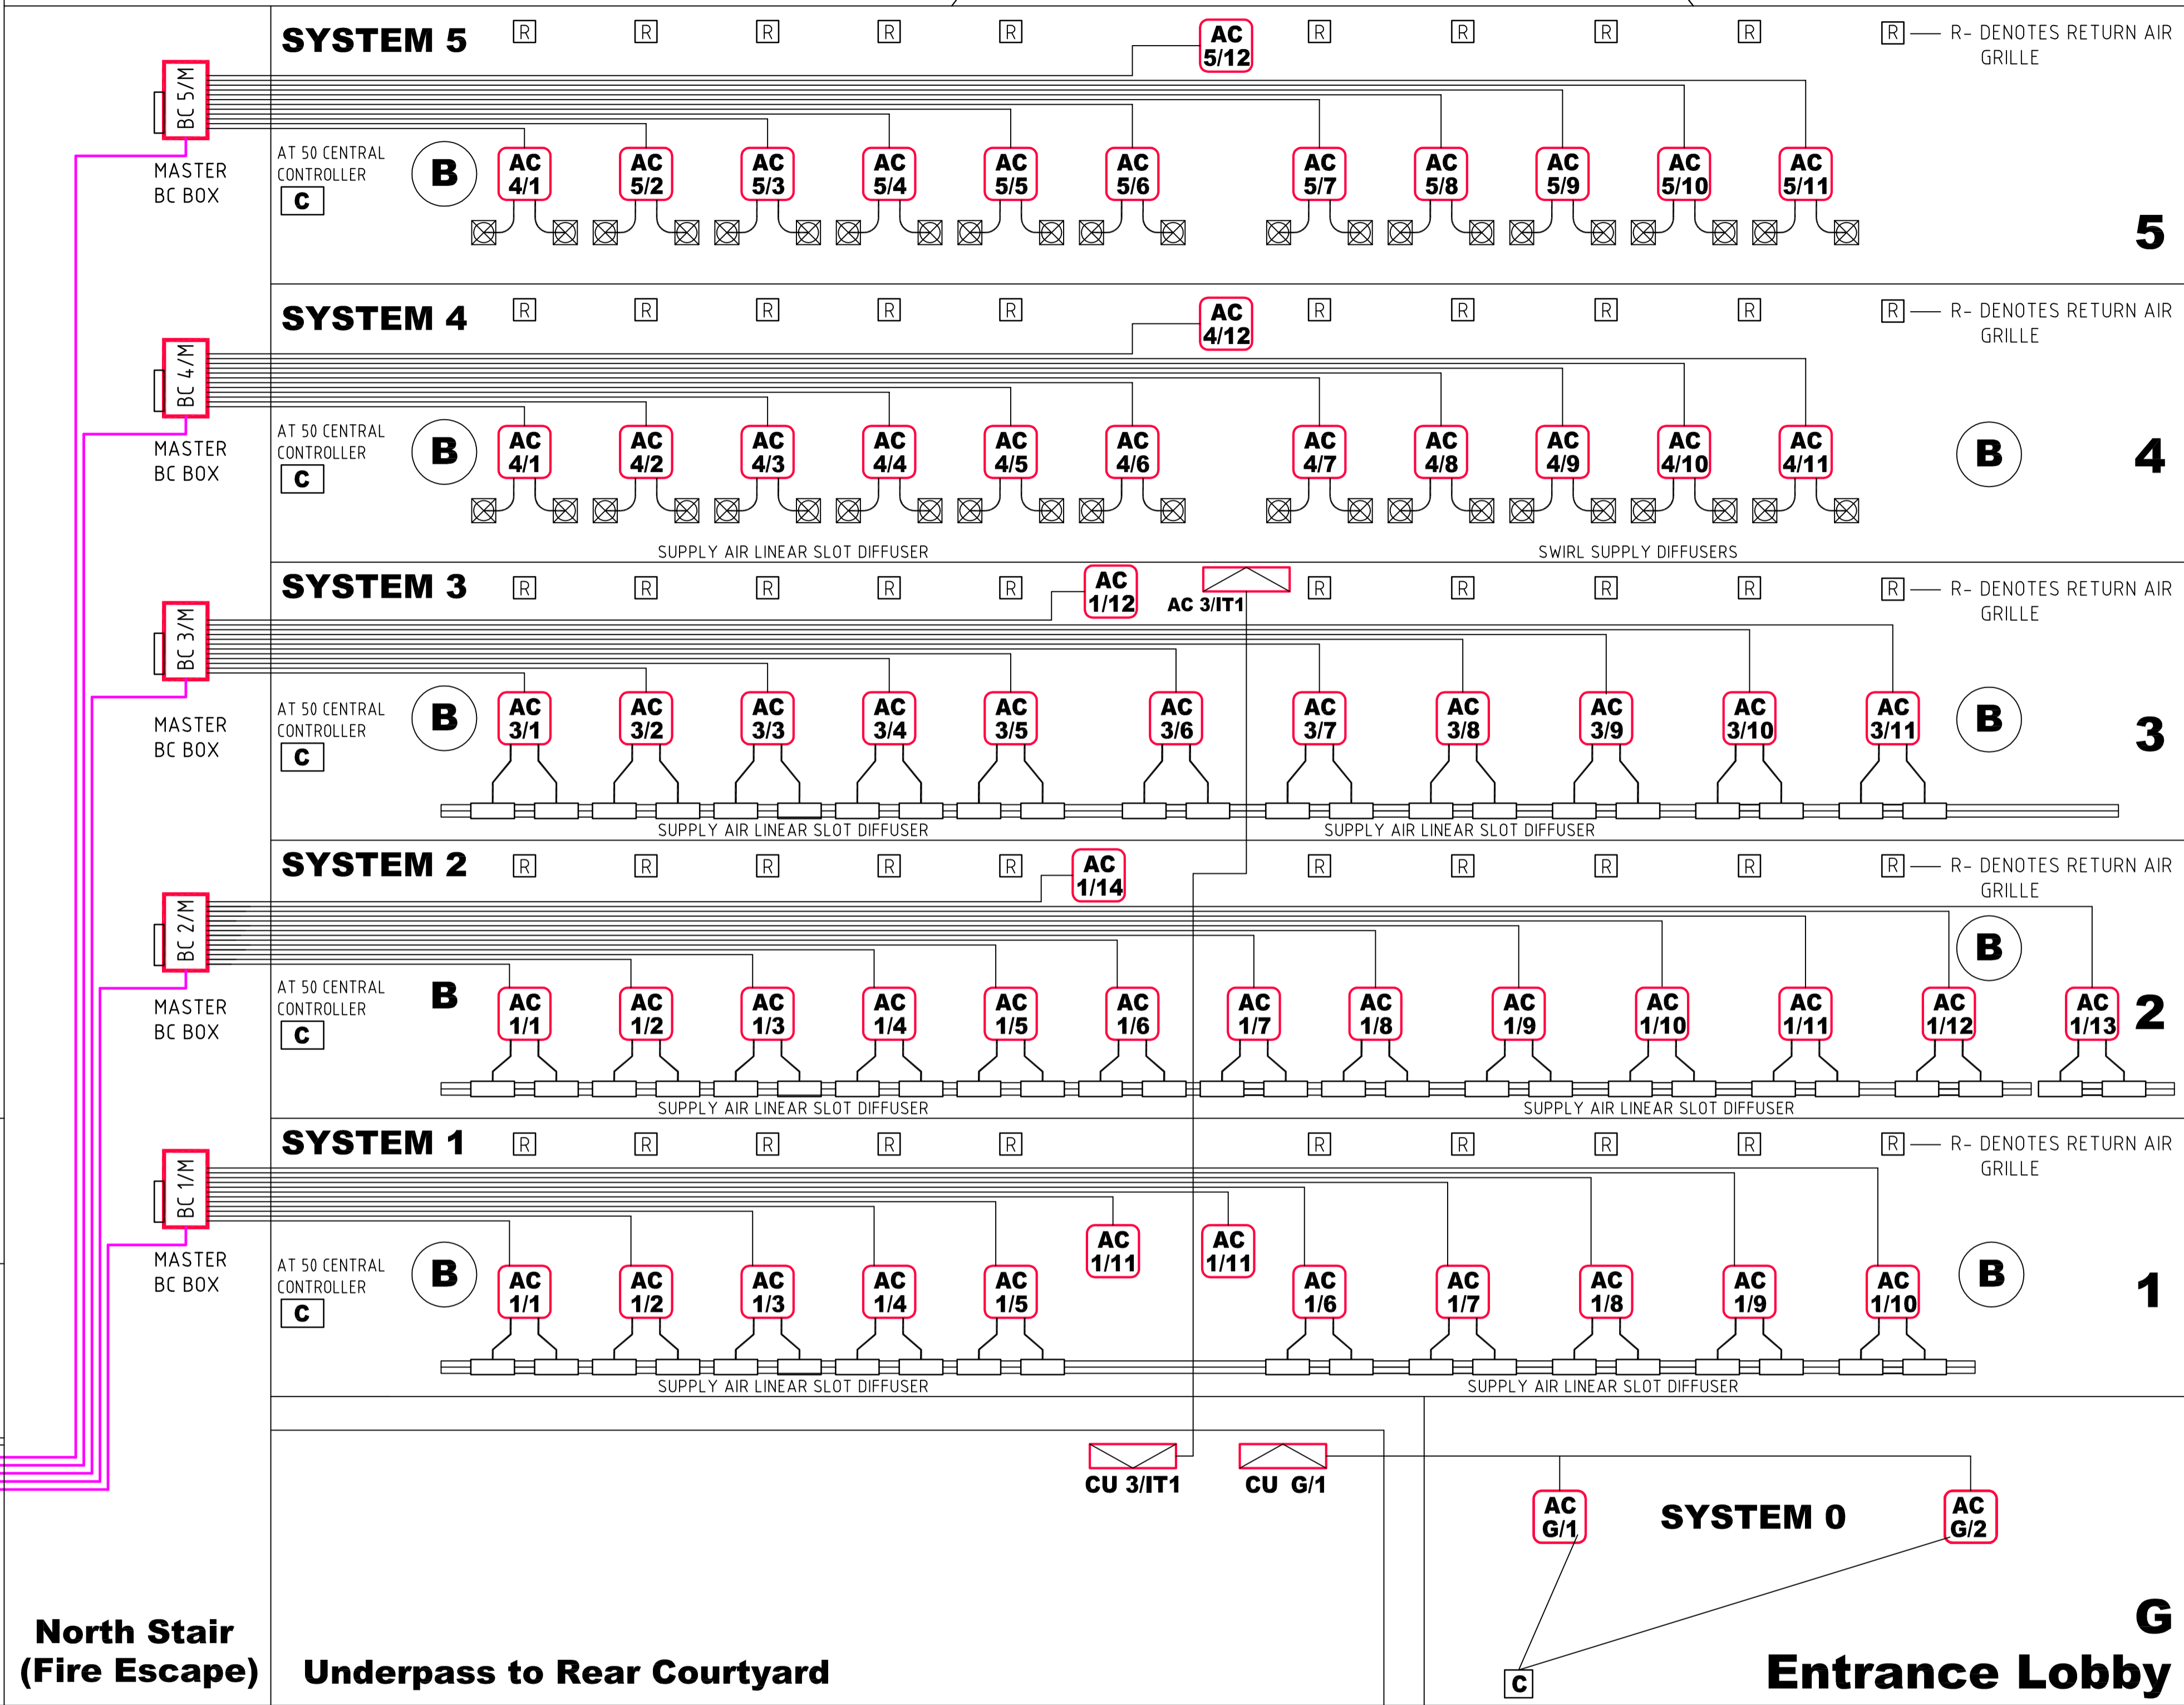 SYSTEM 5
R R R R R
AC
5/12
R R R R
R R- DENOTES RETURN AIR
GRILLE
BC 5/M
MASTER
BC BOX
AT 50 CENTRAL
CONTROLLER
C
B
AC
4/1
AC
5/2
AC
5/3
AC
5/4
AC
5/5
AC
5/6
AC
5/7
AC
5/8
AC
5/9
AC
5/10
AC
5/11
5
SYSTEM 4
R R R R R
AC
4/12
R R R R
R R- DENOTES RETURN AIR
GRILLE
BC 4/M
MASTER
BC BOX
AT 50 CENTRAL
CONTROLLER
C
B
AC
4/1
AC
4/2
AC
4/3
AC
4/4
AC
4/5
AC
4/6
AC
4/7
AC
4/8
AC
4/9
AC
4/10
AC
4/11
B
4
SUPPLY AIR LINEAR SLOT DIFFUSER
SWIRL SUPPLY DIFFUSERS
SYSTEM 3
R R R R R
AC
1/12
AC 3/IT1
R R R R
R R- DENOTES RETURN AIR
GRILLE
BC 3/M
MASTER
BC BOX
AT 50 CENTRAL
CONTROLLER
C
B
AC
3/1
AC
3/2
AC
3/3
AC
3/4
AC
3/5
AC
3/6
AC
3/7
AC
3/8
AC
3/9
AC
3/10
AC
3/11
B
3
SUPPLY AIR LINEAR SLOT DIFFUSER
SUPPLY AIR LINEAR SLOT DIFFUSER
SYSTEM 2
R R R R R
AC
1/14
R R R R
R R- DENOTES RETURN AIR
GRILLE
BC 2/M
MASTER
BC BOX
AT 50 CENTRAL
CONTROLLER
C
B
AC
1/1
AC
1/2
AC
1/3
AC
1/4
AC
1/5
AC
1/6
AC
1/7
AC
1/8
AC
1/9
AC
1/10
AC
1/11
AC
1/12
B
AC
1/13
2
SUPPLY AIR LINEAR SLOT DIFFUSER
SUPPLY AIR LINEAR SLOT DIFFUSER
SYSTEM 1
R R R R R
R R R R
R R- DENOTES RETURN AIR
GRILLE
BC 1/M
MASTER
BC BOX
AT 50 CENTRAL
CONTROLLER
C
B
AC
1/1
AC
1/2
AC
1/3
AC
1/4
AC
1/5
AC
1/11
AC
1/11
AC
1/6
AC
1/7
AC
1/8
AC
1/9
AC
1/10
B
1
SUPPLY AIR LINEAR SLOT DIFFUSER
SUPPLY AIR LINEAR SLOT DIFFUSER
CU 3/IT1
CU G/1
AC
G/1
SYSTEM 0
AC
G/2
C
G
Entrance Lobby
North Stair
(Fire Escape)
Underpass to Rear Courtyard